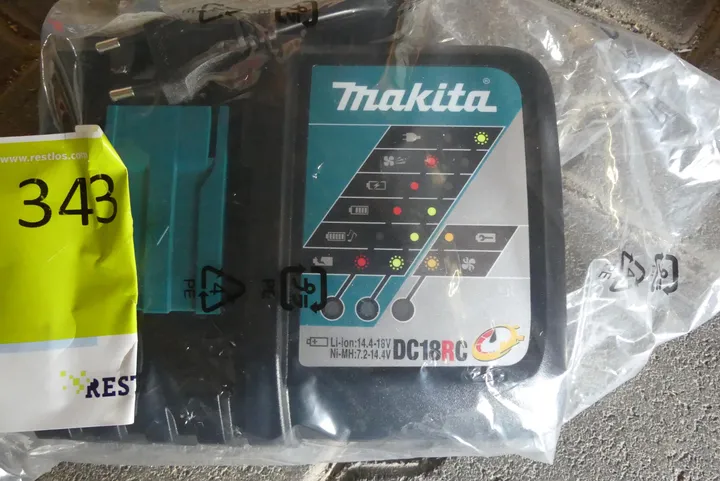 www.restlos.com
343
REST
makita
Li-ion:14.4-18V
Ni-MH:7.2-14.4V
DC18RC
4
PE